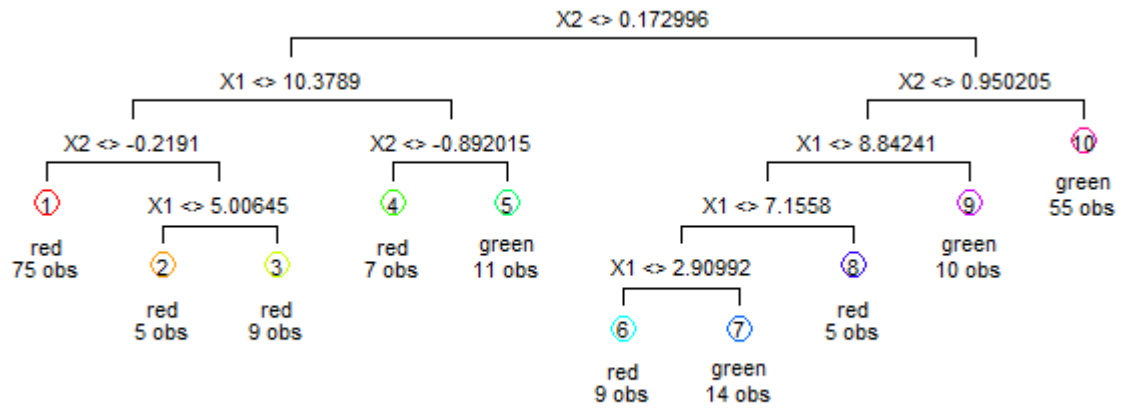 X2 <> 0.172996
X1 <> 10.3789
X2 <> 0.950205
X2 <> -0.2191
X2 <> -0.892015
X1 <> 8.84241
10
green
55 obs
1
red
75 obs
X1 <> 5.00645
4
red
7 obs
5
green
11 obs
X1 <> 7.1558
9
green
10 obs
2
red
5 obs
3
red
9 obs
X1 <> 2.90992
8
red
5 obs
6
red
9 obs
7
green
14 obs